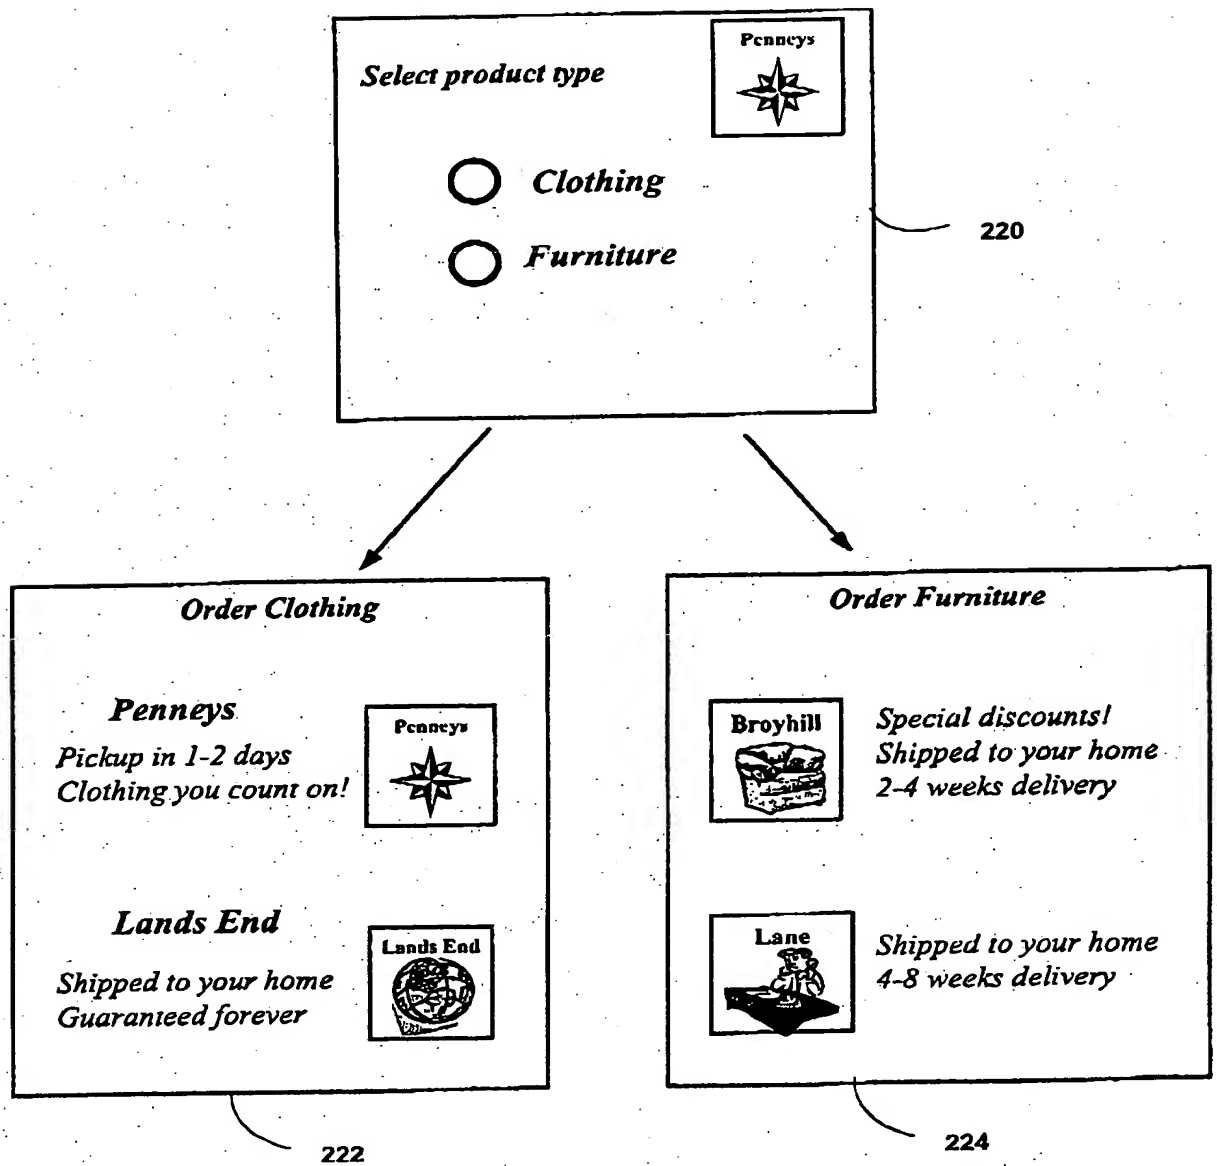 Penneys
Select product type
Clothing
Furniture
220
Order Clothing
Penneys
Pickup in 1-2 days
Clothing you count on!
Penneys
Lands End
Shipped to your home
Guaranteed forever
Lands End
222
Order Furniture
Broyhill
Special discounts!
Shipped to your home
2-4 weeks delivery
Lane
Shipped to your home
4-8 weeks delivery
224